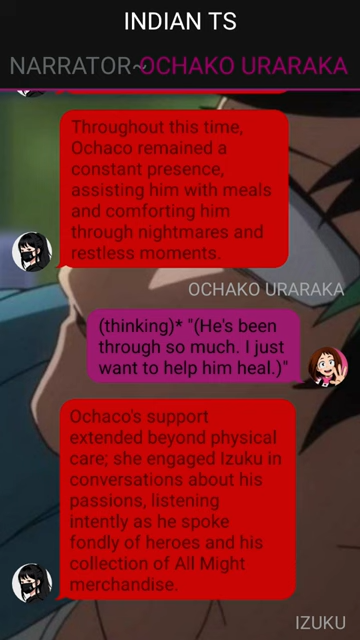 INDIAN TS
NARRATOR~OCHAKO URARAKA
Throughout this time,
Ochaco remained a
constant presence,
assisting him with meals
and comforting him
through nightmares and
restless moments.
OCHAKO URARAKA
(thinking)* "(He's been
through so much. I just
want to help him heal.)"
Ochaco's support
extended beyond physical
care; she engaged Izuku in
conversations about his
passions, listening
intently as he spoke
fondly of heroes and his
collection of All Might
merchandise.
IZUKU